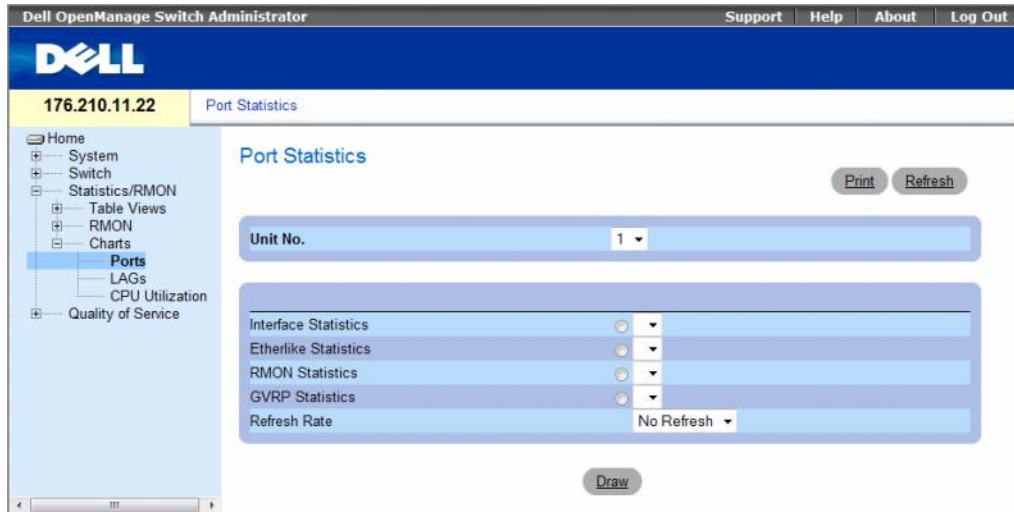 Dell OpenManage Switch Administrator
Support Help About Log Out
DELL
176.210.11.22
Port Statistics
Home
System
Switch
Statistics/RMON
Table Views
RMON
Charts
Ports
LAGs
CPU Utilization
Quality of Service
Port Statistics
Print Refresh
Unit No. 1
Interface Statistics
Etherlike Statistics
RMON Statistics
GVRP Statistics
Refresh Rate No Refresh
Draw